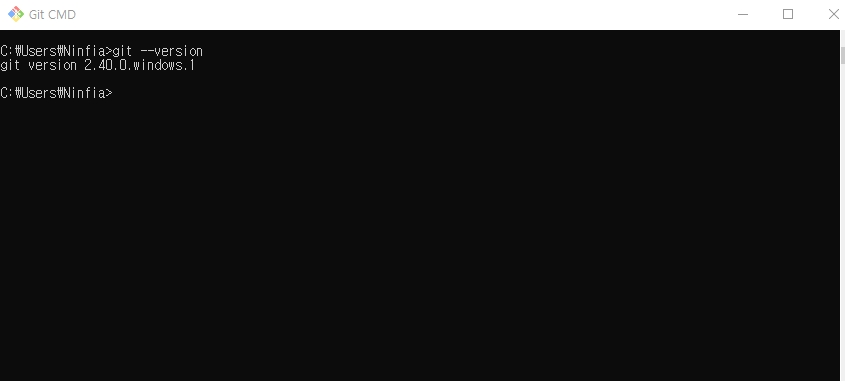 Git CMD
C:₩Users₩Ninfia>git --version
git version 2.40.0.windows.1
C:₩Users₩Ninfia>